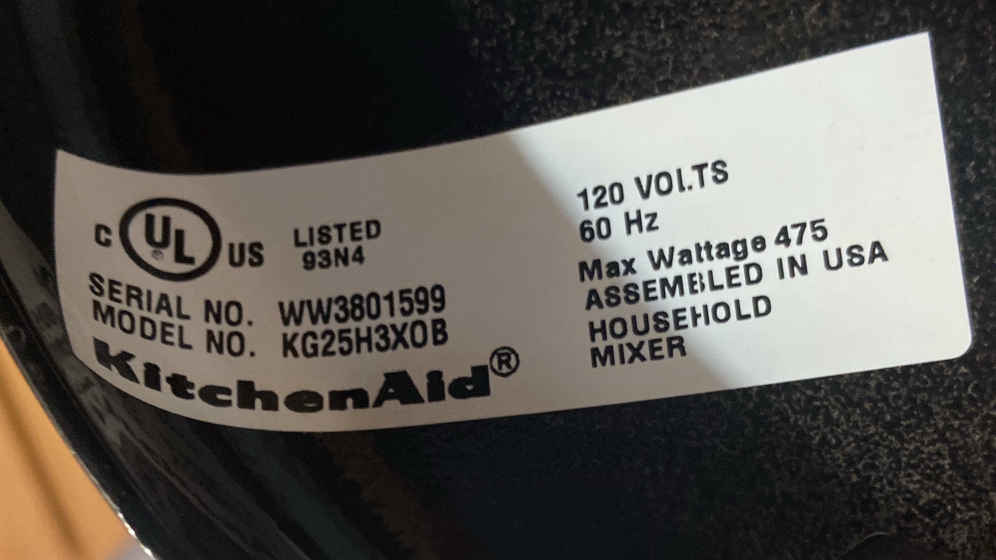 C UL ® US LISTED
93N4
SERIAL NO. WW3801599
MODEL NO. KG25H3XOB
KitchenAid®
120 VOLTS
60 Hz
Max Wattage 475
ASSEMBLED IN USA
HOUSEHOLD
MIXER